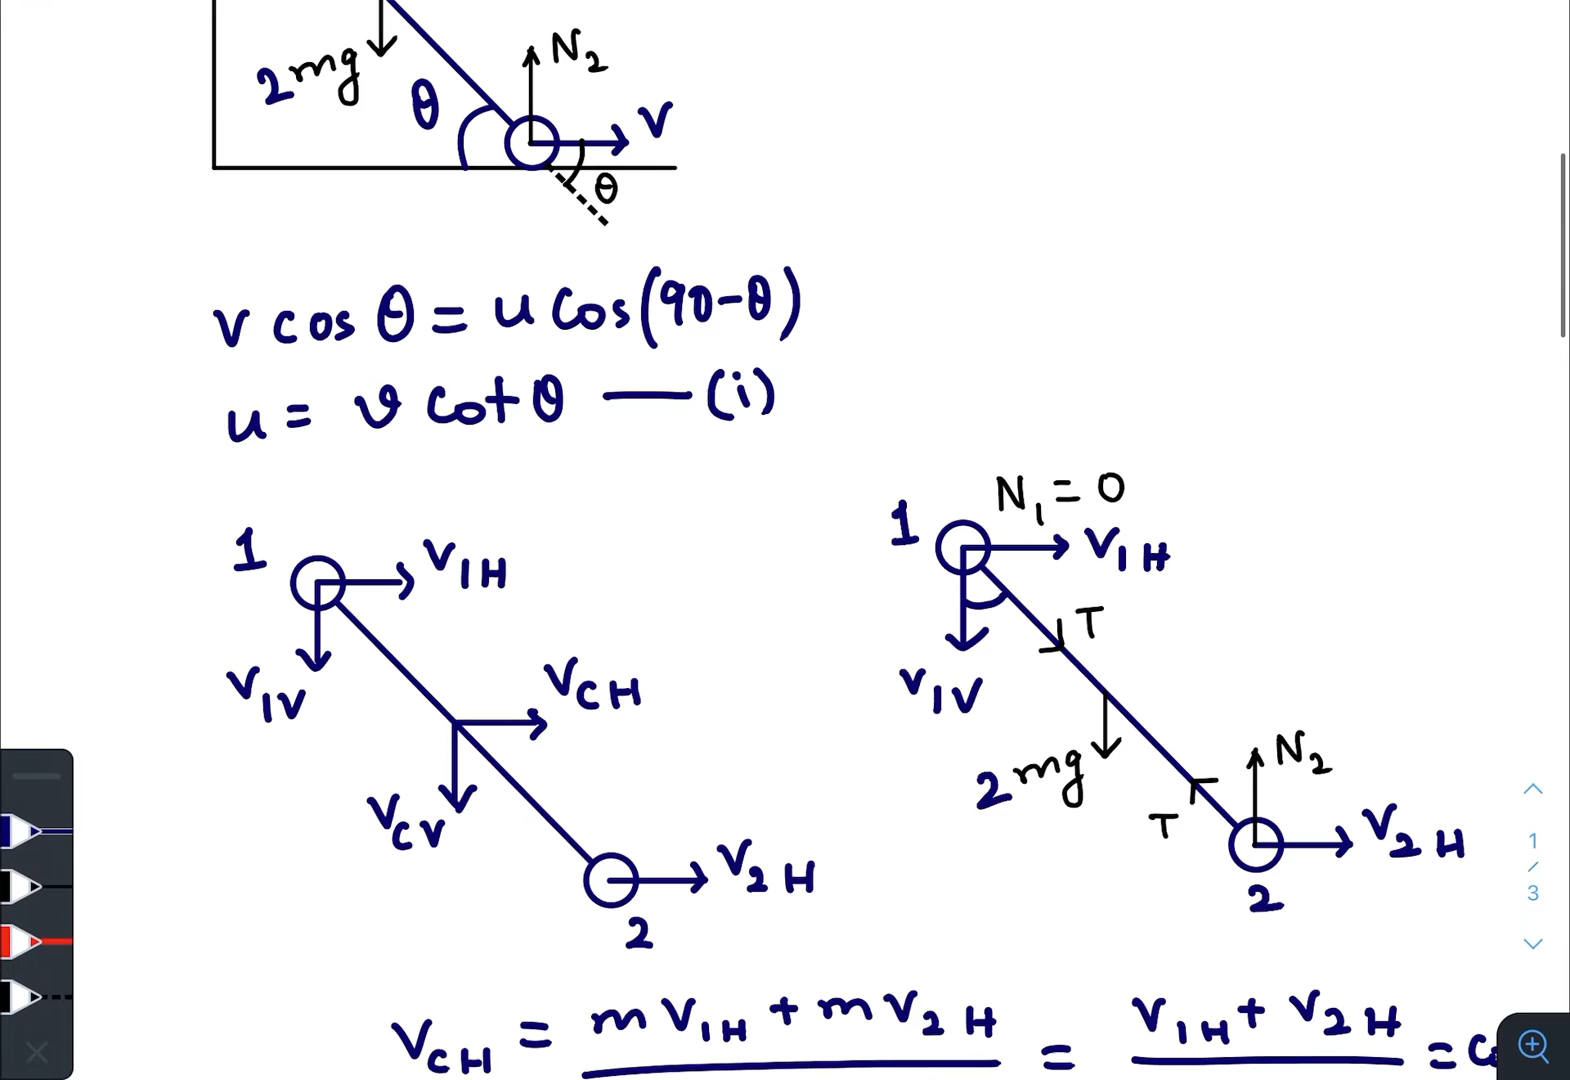 N₂
2mg
θ
v
θ
v cos θ = u cos(90-θ)
u = v cot θ — (i)
N₁ = 0
1
V₁H
1
V₁H
T
V₁V
VCH
V₁V
2mg
N₂
VCV
T
V₂H
V₂H
2
2
VCH = mV₁H + mV₂H = V₁H + V₂H =
1
/
3